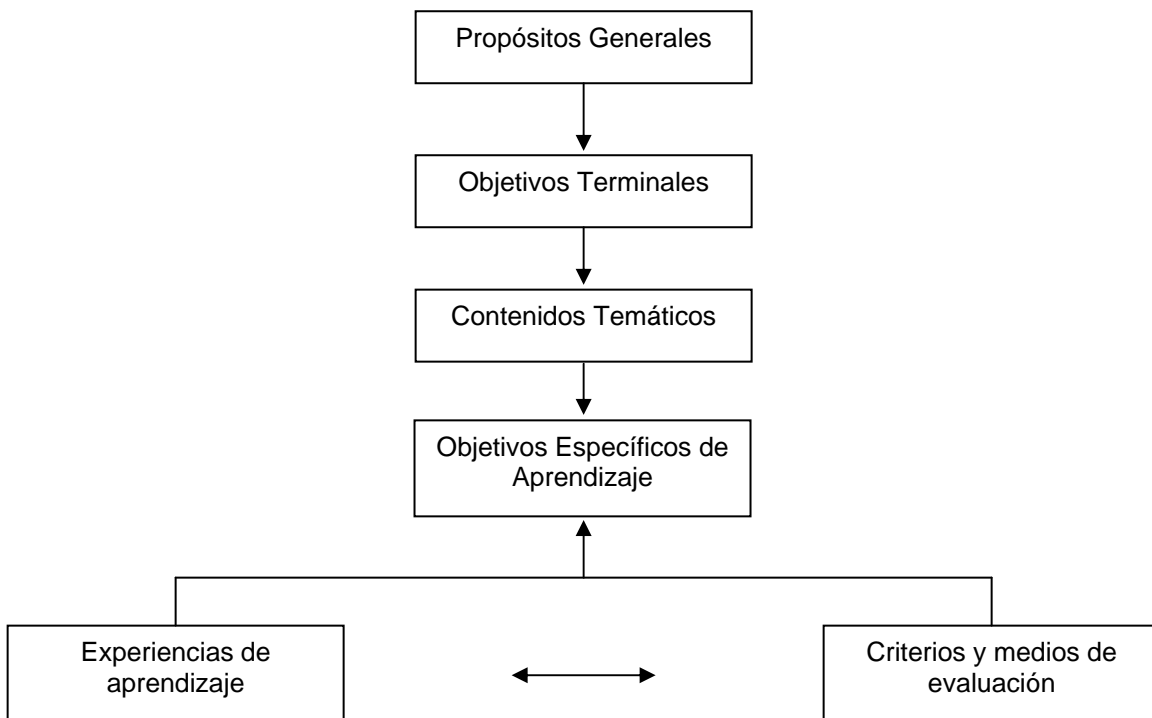 Propósitos Generales
Objetivos Terminales
Contenidos Temáticos
Objetivos Específicos de
Aprendizaje
Experiencias de
aprendizaje
Criterios y medios de
evaluación